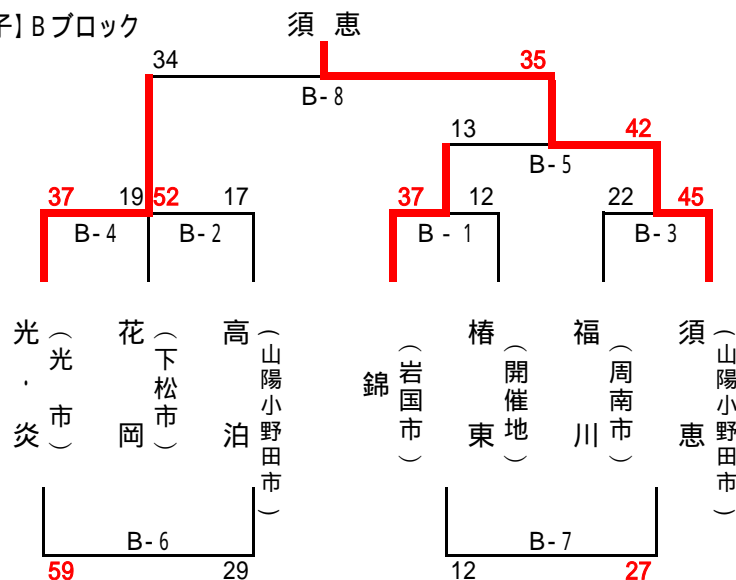 子】Bブロック
須恵
34
35
B-8
13
42
B-5
37
19
52
17
37
12
22
45
B-4
B-2
B-1
B-3
光・炎
（光市）
花岡
（下松市）
高泊
（山陽小野田市）
錦
（岩国市）
椿東
（開催地）
福川
（周南市）
須恵
（山陽小野田市）
B-6
B-7
59
29
12
27